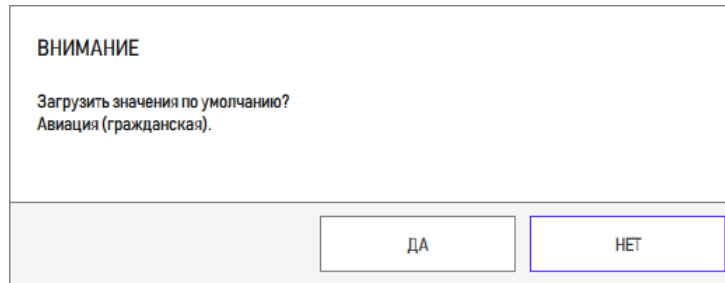 ВНИМАНИЕ
Загрузить значения по умолчанию?
Авиация (гражданская).
ДА
НЕТ